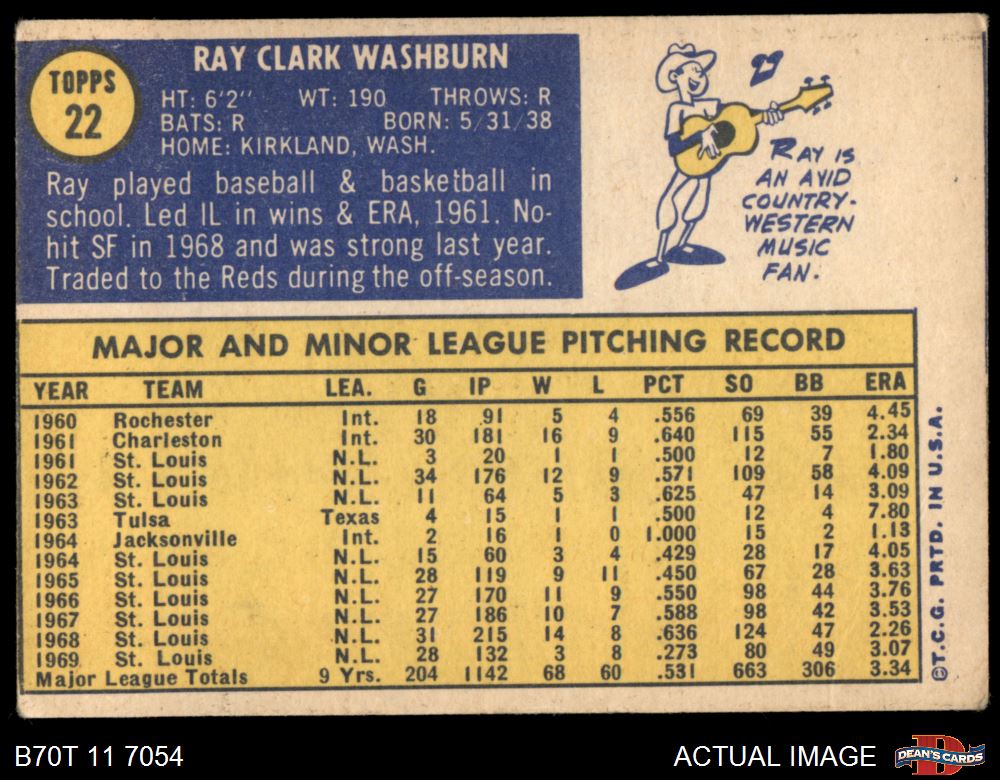 TOPPS
22
RAY CLARK WASHBURN
HT: 6'2" WT: 190 THROWS: R
BATS: R BORN: 5/31/38
HOME: KIRKLAND, WASH.
Ray played baseball & basketball in
school. Led IL in wins & ERA, 1961. No-
hit SF in 1968 and was strong last year.
Traded to the Reds during the off-season.
RAY IS
AN AVID
COUNTRY-
WESTERN
MUSIC
FAN.
MAJOR AND MINOR LEAGUE PITCHING RECORD
YEAR TEAM LEA. G IP W L PCT SO BB ERA
1960 Rochester Int. 18 91 5 4 .556 69 39 4.45
1961 Charleston Int. 30 181 16 9 .640 115 55 2.34
1961 St. Louis N.L. 3 20 1 1 .500 12 7 1.80
1962 St. Louis N.L. 34 176 12 9 .571 109 58 4.09
1963 St. Louis N.L. 11 64 5 3 .625 47 14 3.09
1963 Tulsa Texas 4 15 1 1 .500 12 4 7.80
1964 Jacksonville Int. 2 16 1 0 1.000 15 2 1.13
1964 St. Louis N.L. 15 60 3 4 .429 28 17 4.05
1965 St. Louis N.L. 28 119 9 11 .450 67 28 3.63
1966 St. Louis N.L. 27 170 11 9 .550 98 44 3.76
1967 St. Louis N.L. 27 186 10 7 .588 98 42 3.53
1968 St. Louis N.L. 31 215 14 8 .636 124 47 2.26
1969 St. Louis N.L. 28 132 3 8 .273 80 49 3.07
Major League Totals 9 Yrs. 204 1142 68 60 .531 663 306 3.34
©T.C.G. PRTD. IN U.S.A.
B70T 11 7054
ACTUAL IMAGE
DEAN'S CARDS